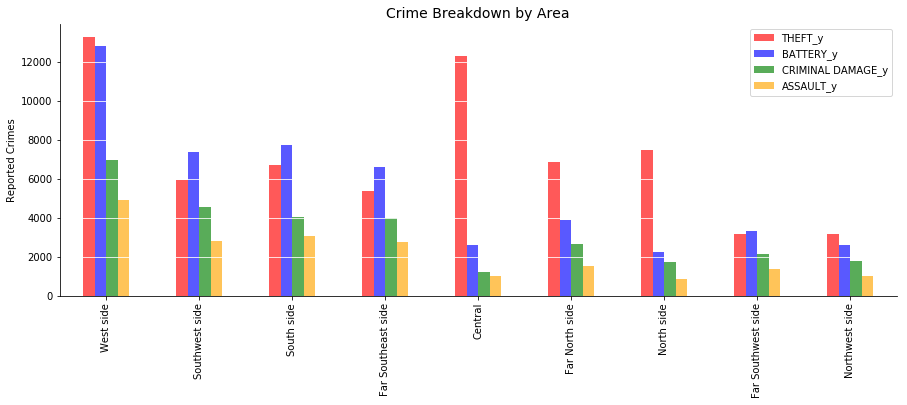 Crime Breakdown by Area
THEFT_y
BATTERY_y
CRIMINAL DAMAGE_y
ASSAULT_y
Reported Crimes
12000
10000
8000
6000
4000
2000
0
West side
Southwest side
South side
Far Southeast side
Central
Far North side
North side
Far Southwest side
Northwest side